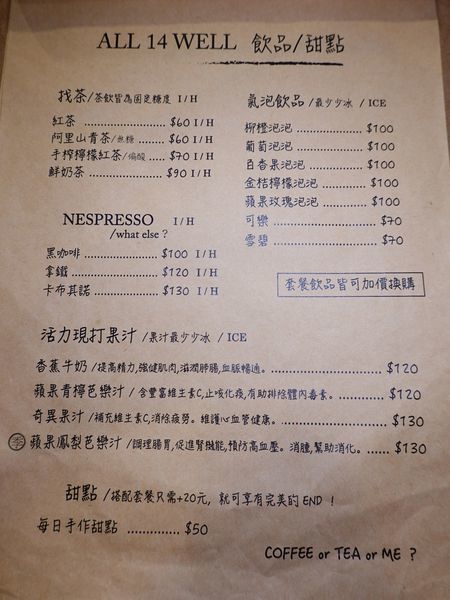 ALL 14 WELL 飲品/甜點
找茶/茶飲皆為固定糖度 I/H
紅茶 .................... $60 I/H
阿里山青茶/無糖 ....... $60 I/H
手榨檸檬紅茶/偏酸 ..... $70 I/H
鮮奶茶 .................. $90 I/H
NESPRESSO I/H
/what else ?
黑咖啡 .................. $100 I/H
拿鐵 .................... $120 I/H
卡布其諾 ................ $130 I/H
氣泡飲品/最少少冰 / ICE
柳橙泡泡 ................ $100
葡萄泡泡 ................ $100
百香果泡泡 .............. $100
金桔檸檬泡泡 ............ $100
蘋果玫瑰泡泡 ............ $100
可樂 .................... $70
雪碧 .................... $70
套餐飲品皆可加價換購
活力現打果汁 /果汁最少少冰 / ICE
香蕉牛奶 /提高精力,強健肌肉,滋潤肺腸,血脈暢通。 .......... $120
蘋果青檸芭樂汁 / 含豐富維生素C,止咳化痰,有助排除體內毒素。 .......... $120
奇異果汁 / 補充維生素C,消除疲勞。維護心血管健康。 .......... $130
季 蘋果鳳梨芭樂汁 /調理腸胃,促進腎機能,預防高血壓。消腫,幫助消化。 ...... $130
甜點 /搭配套餐只需+20元, 就可享有完美的 END !
每日手作甜點 .............. $50
COFFEE or TEA or ME ?